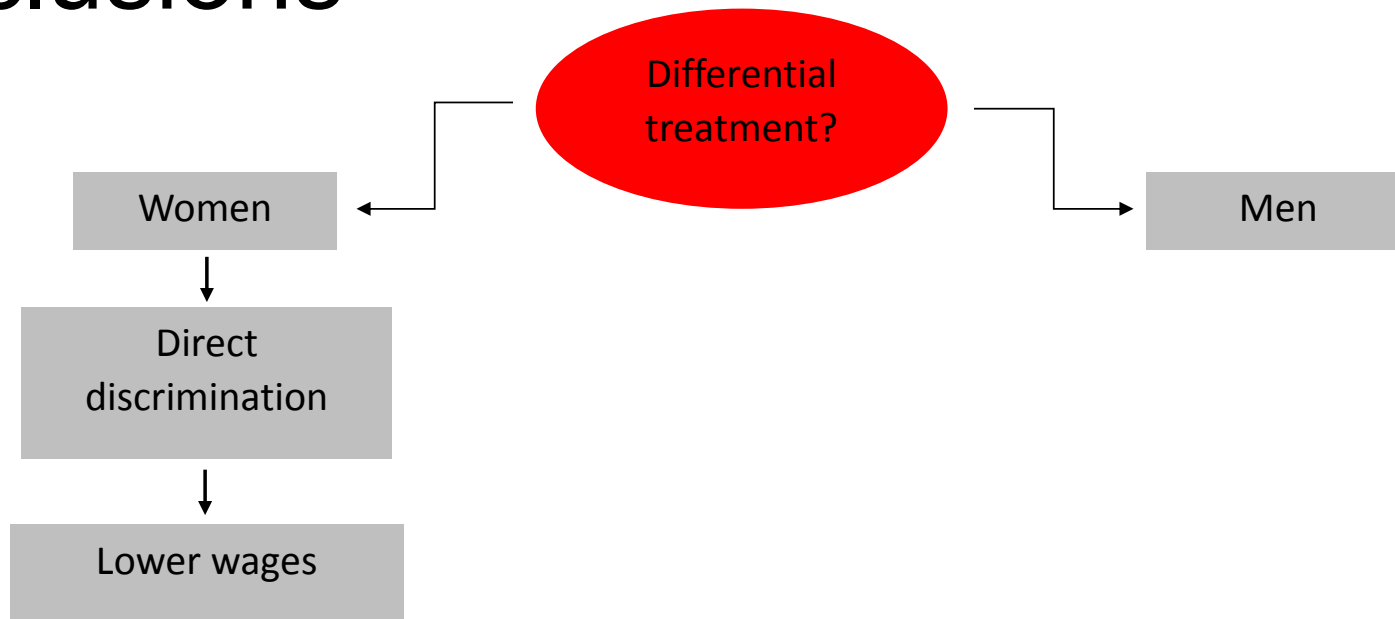 Differential
treatment?
Women
Men
Direct
discrimination
Lower wages